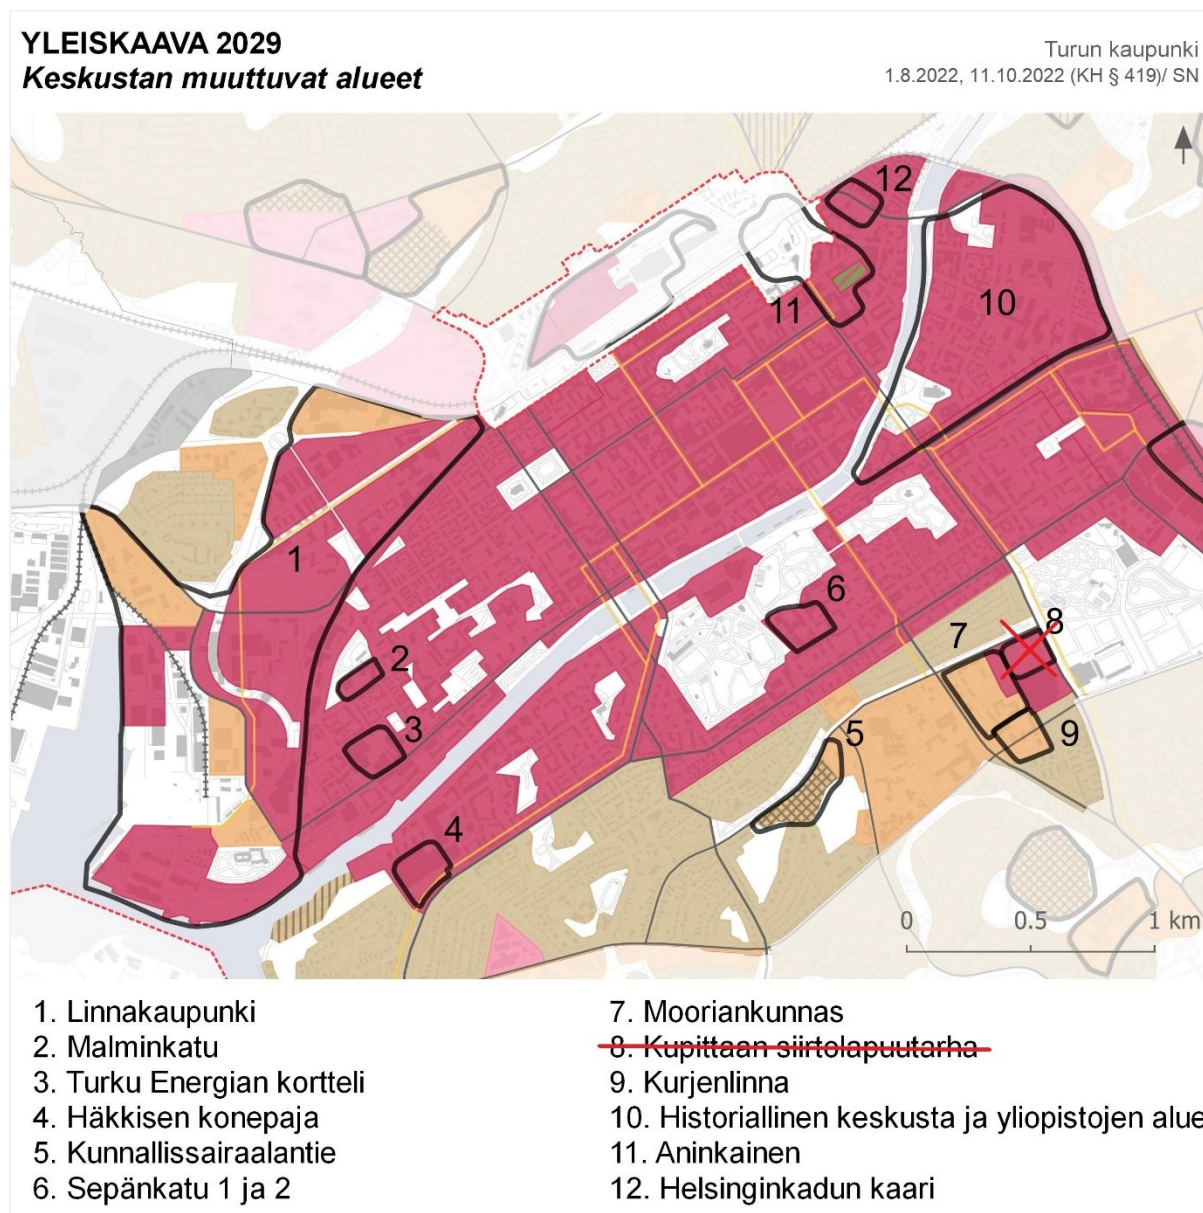 YLEISKAAVA 2029
Keskustan muuttuvat alueet
Turun kaupunki
1.8.2022, 11.10.2022 (KH § 419)/ SN
12
10
11
1
6
8
7
2
3
5
9
4
0 0.5 1 km
1. Linnakaupunki
2. Malminkatu
3. Turku Energian kortteli
4. Häkkisen konepaja
5. Kunnallissairaalantie
6. Sepänkatu 1 ja 2
7. Mooriankunnas
8. Kupittaan siirtolapuutarha
9. Kurjenlinna
10. Historiallinen keskusta ja yliopistojen alue
11. Aninkainen
12. Helsinginkadun kaari